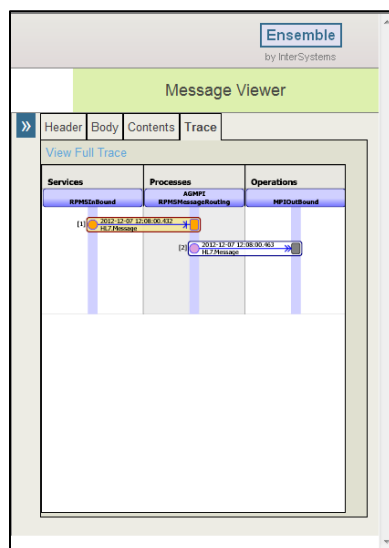 Ensemble
by InterSystems
Message Viewer
»
Header Body Contents Trace
View Full Trace
Services Processes Operations
RPMSInBound AGMPI RPMSMessageRouting MPIOutBound
[1] 2012-12-07 12:08:00.432
HL7.Message
[2] 2012-12-07 12:08:00.463
HL7.Message